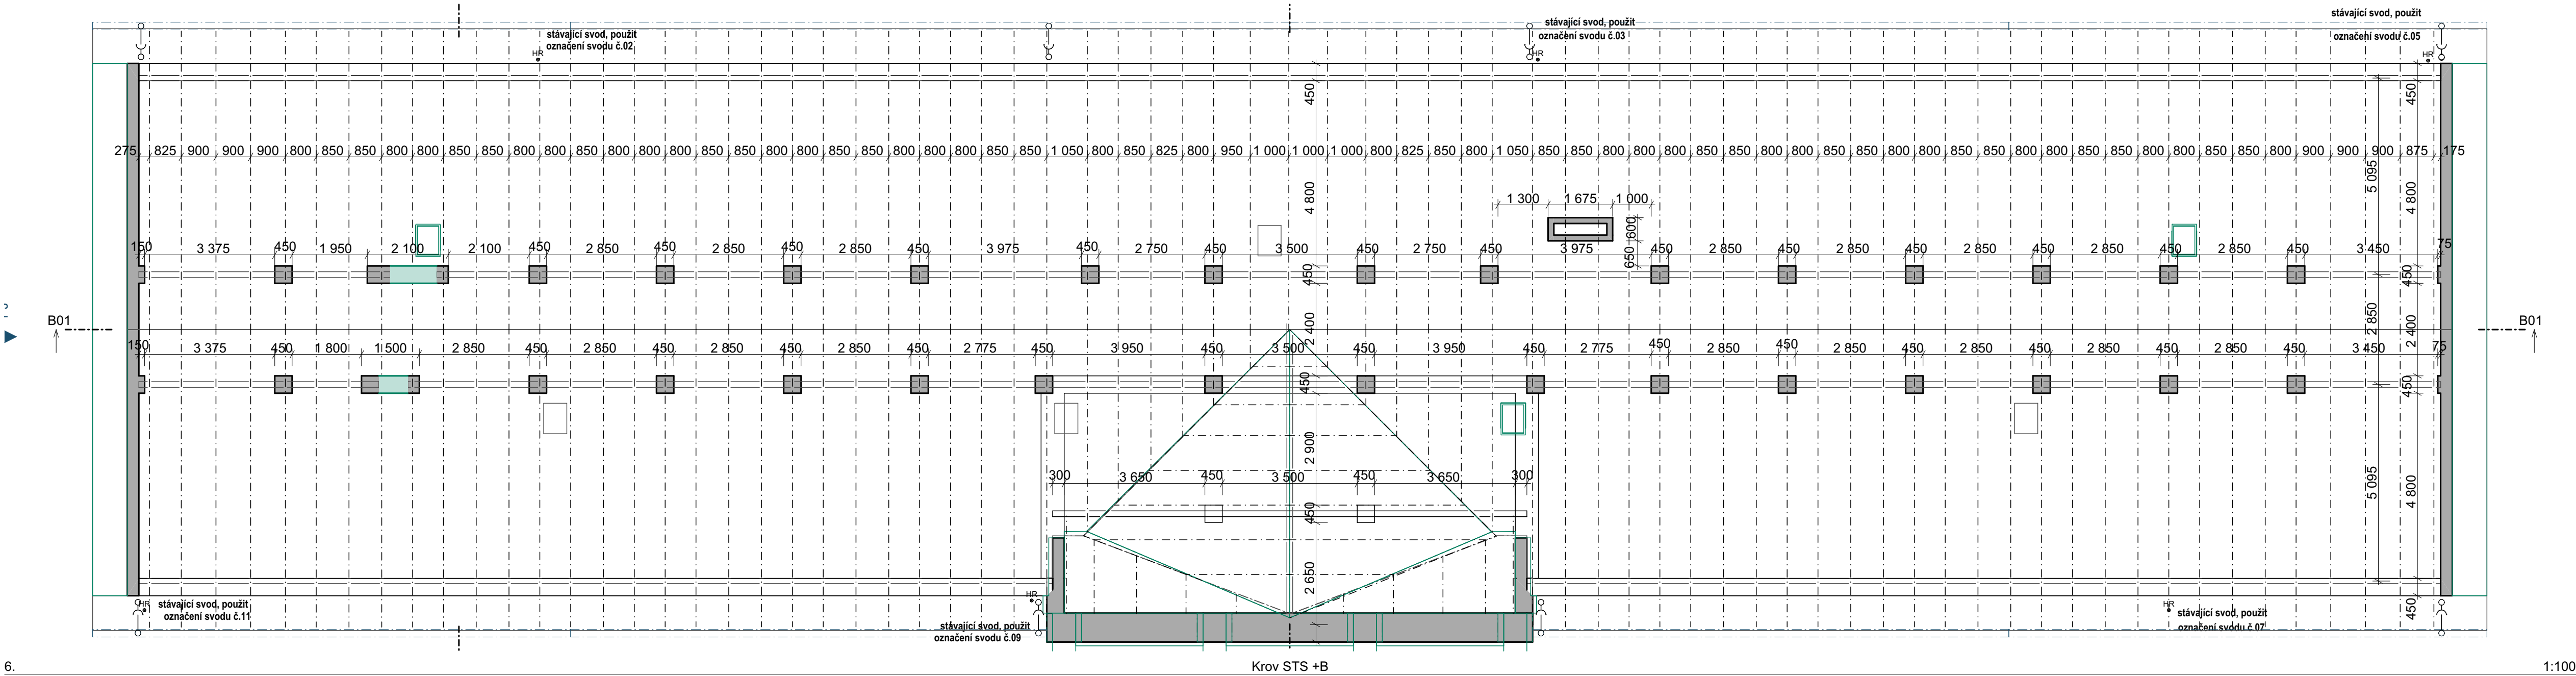 stávající svod, použit
označení svodu č.02
HR
stávající svod, použit
označení svodu č.03
HR
stávající svod, použit
označení svodu č.05
HR
450
450
275 825 900 900 900 800 850 850 800 800 850 850 800 850 800 800 850 850 800 800 850 850 800 850 850 800 800 850 850 1 050 800 850 825 800 950 1 000 1 000 1 000 800 825 850 800 1 050 850 850 800 800 850 850 800 800 850 850 800 800 850 850 800 800 850 850 800 900 900 900 875 175
4 800
5 095
4 800
1 300 1 675 1 000
600
650
150 3 375 450 1 950 2 100 2 100 450 2 850 450 2 850 450 2 850 450 3 975 450 2 750 450 3 500 450 2 750 450 3 975 450 2 850 450 2 850 450 2 850 450 2 850 450 2 850 450 3 450 75
450
450
B01
2 400
2 850
2 400
B01
150 3 375 450 1 800 1 500 2 850 450 2 850 450 2 850 450 2 850 450 2 775 450 3 950 450 3 500 450 3 950 450 2 775 450 2 850 450 2 850 450 2 850 450 2 850 450 2 850 450 3 450 75
450
450
2 900
300 3 650 450 3 500 450 3 650 300
5 095
4 800
450
2 650
450
HR
stávající svod, použit
označení svodu č.11
HR
stávající svod, použit
označení svodu č.09
HR
stávající svod, použit
označení svodu č.07
6.
Krov STS +B
1:100